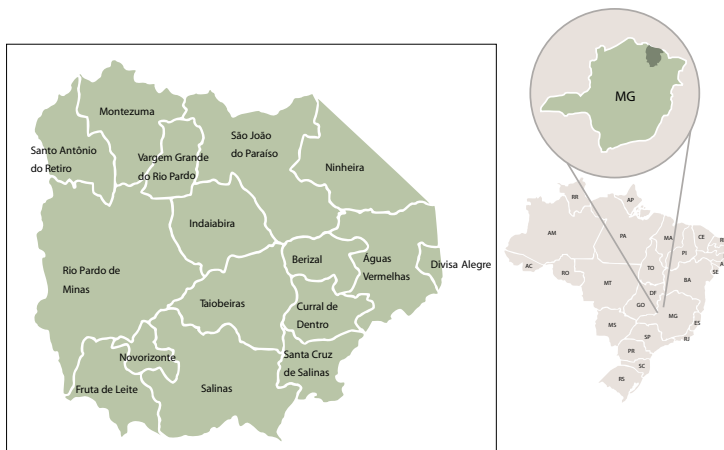 Montezuma
Santo Antônio
do Retiro
Vargem Grande
do Rio Pardo
São João
do Paraíso
Ninheira
Indaiabira
Rio Pardo de
Minas
Berizal
Águas
Vermelhas
Divisa Alegre
Taiobeiras
Curral de
Dentro
Novorizonte
Santa Cruz
de Salinas
Fruta de Leite
Salinas
MG
RR
AP
AM
PA
MA
CE
PI
AC
RO
TO
SE
BA
MT
DF
GO
MG
ES
MS
SP
RJ
PR
SC
RS